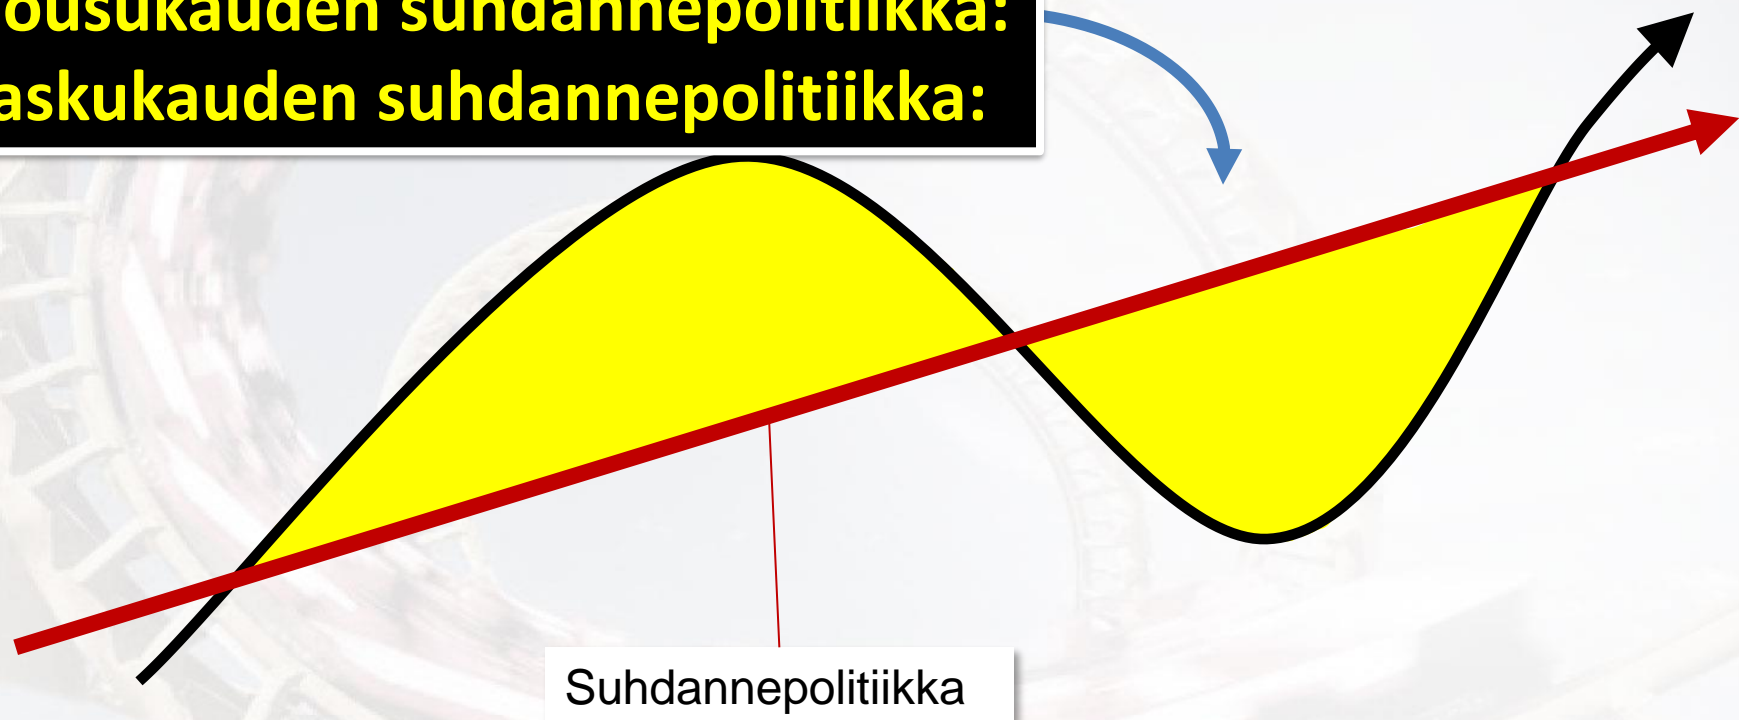 ousukauden suhdannepolitiikka:
askukauden suhdannepolitiikka:
Suhdannepolitiikka